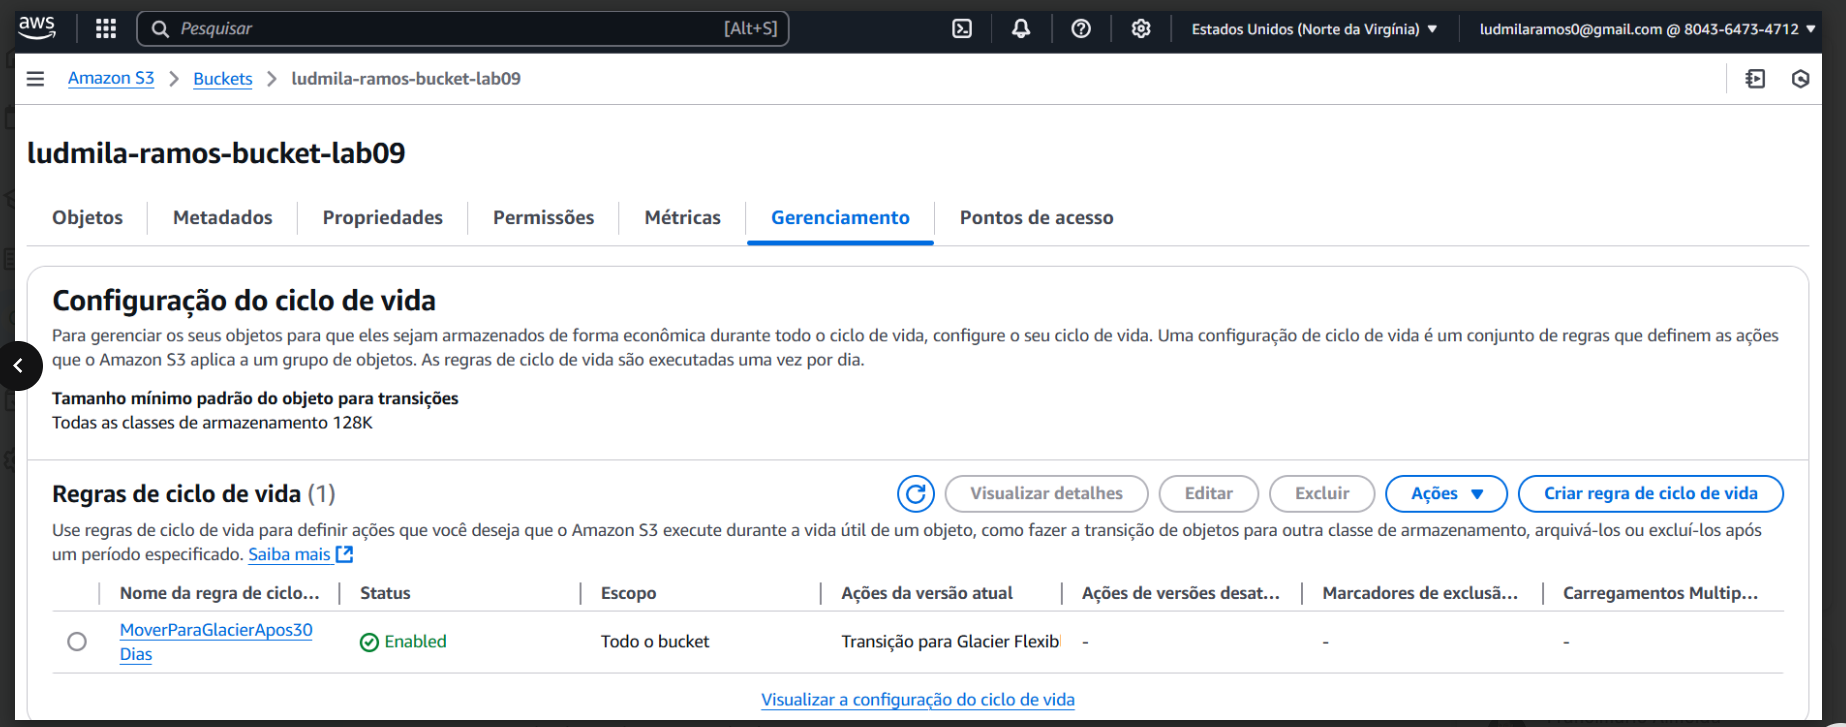 aws
Pesquisar
[Alt+S]
Estados Unidos (Norte da Virgínia)
ludmilaramos0@gmail.com @ 8043-6473-4712
Amazon S3
Buckets
ludmila-ramos-bucket-lab09
ludmila-ramos-bucket-lab09
Objetos
Metadados
Propriedades
Permissões
Métricas
Gerenciamento
Pontos de acesso
Configuração do ciclo de vida
Para gerenciar os seus objetos para que eles sejam armazenados de forma econômica durante todo o ciclo de vida, configure o seu ciclo de vida. Uma configuração de ciclo de vida é um conjunto de regras que definem as ações
que o Amazon S3 aplica a um grupo de objetos. As regras de ciclo de vida são executadas uma vez por dia.
Tamanho mínimo padrão do objeto para transições
Todas as classes de armazenamento 128K
Regras de ciclo de vida (1)
Visualizar detalhes
Editar
Excluir
Ações
Criar regra de ciclo de vida
Use regras de ciclo de vida para definir ações que você deseja que o Amazon S3 execute durante a vida útil de um objeto, como fazer a transição de objetos para outra classe de armazenamento, arquivá-los ou excluí-los após
um período especificado. Saiba mais
Nome da regra de ciclo...
Status
Escopo
Ações da versão atual
Ações de versões desat...
Marcadores de exclusã...
Carregamentos Multip...
MoverParaGlacierApos30
Dias
Enabled
Todo o bucket
Transição para Glacier Flexib
-
-
-
Visualizar a configuração do ciclo de vida